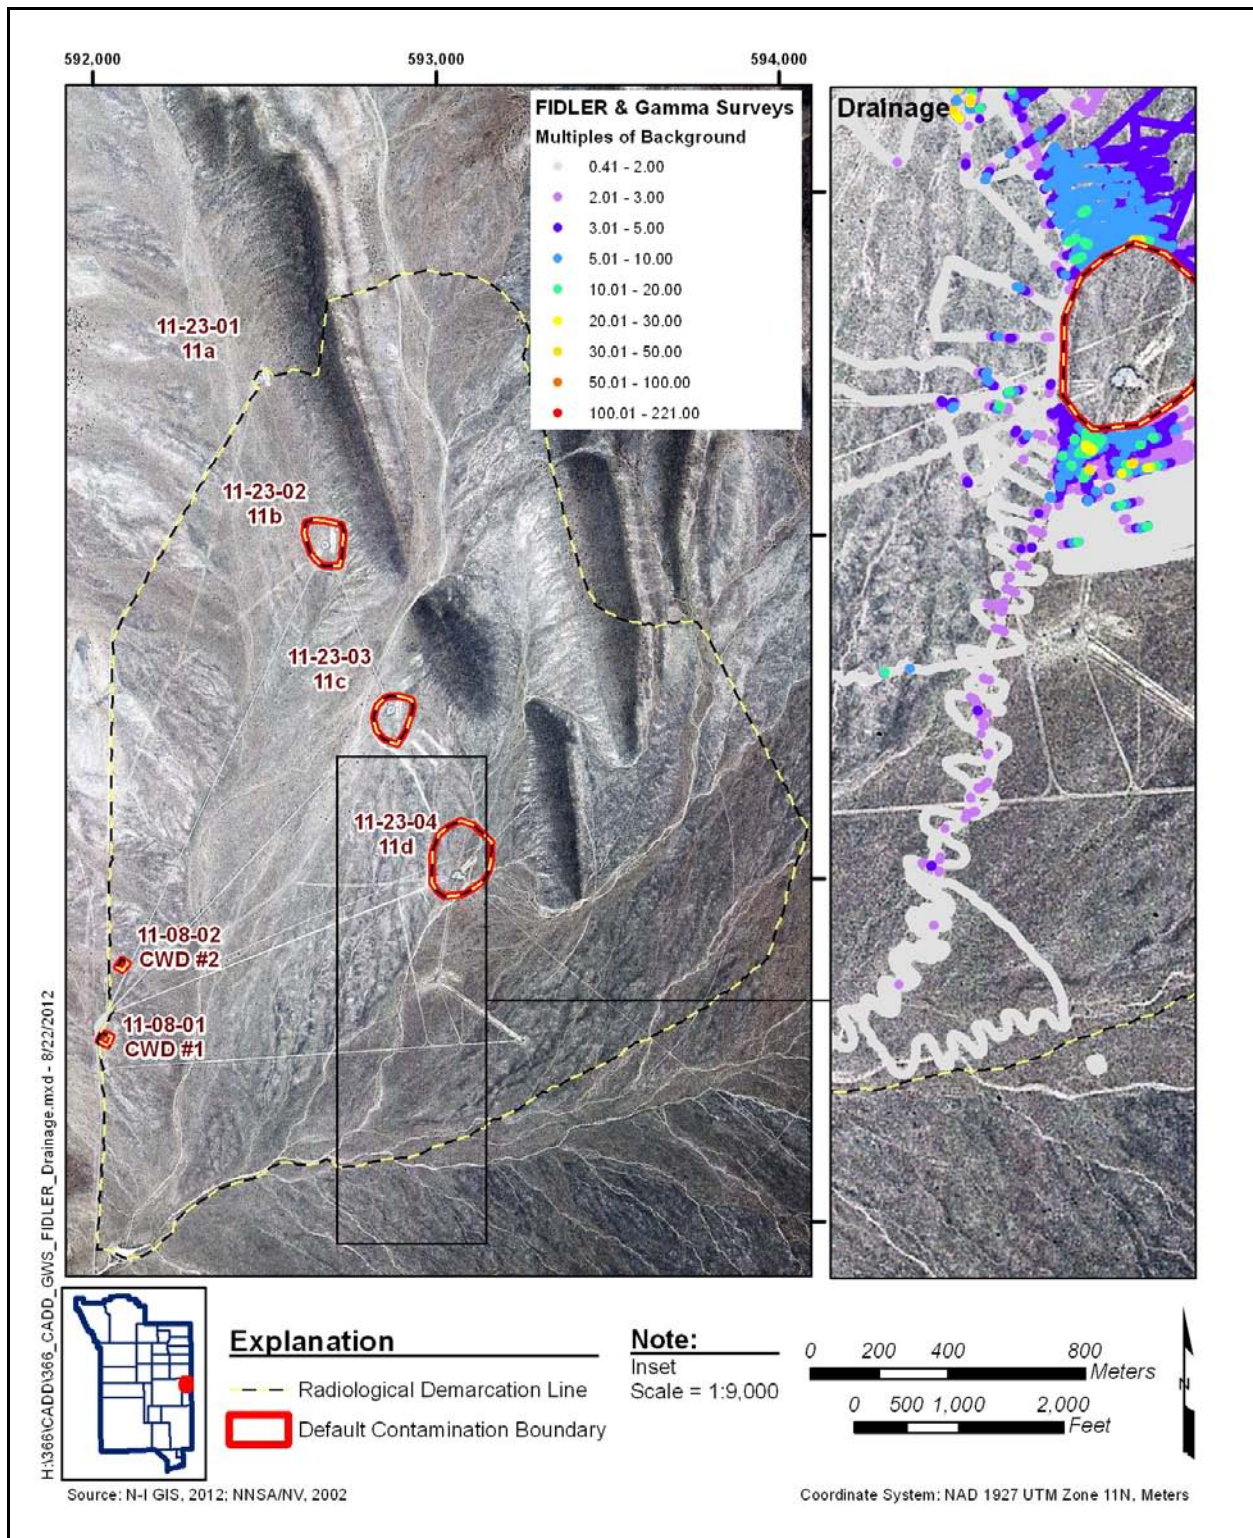 592,000
593,000
594,000
FIDLER & Gamma Surveys
Multiples of Background
0.41 - 2.00
2.01 - 3.00
3.01 - 5.00
5.01 - 10.00
10.01 - 20.00
20.01 - 30.00
30.01 - 50.00
50.01 - 100.00
100.01 - 221.00
Drainage
11-23-01
11a
11-23-02
11b
11-23-03
11c
11-23-04
11d
11-08-02
CWD #2
11-08-01
CWD #1
H:\366\CADD\366_CADD_GWS_FIDLER_Drainage.mxd - 8/22/2012
Explanation
Radiological Demarcation Line
Default Contamination Boundary
Note:
Inset
Scale = 1:9,000
0 200 400 800
Meters
0 500 1,000 2,000
Feet
N
Source: N-I GIS, 2012; NNSA/NV, 2002
Coordinate System: NAD 1927 UTM Zone 11N, Meters